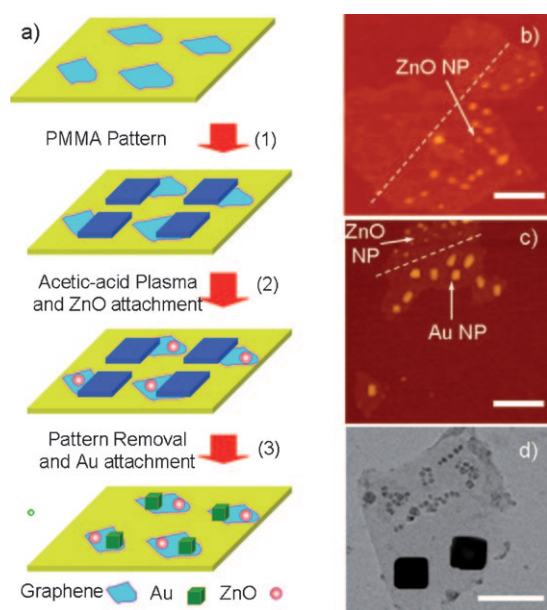 a)
PMMA Pattern
(1)
Acetic-acid Plasma
and ZnO attachment
(2)
Pattern Removal
and Au attachment
(3)
Graphene Au ZnO
b)
ZnO NP
c)
ZnO
NP
Au NP
d)